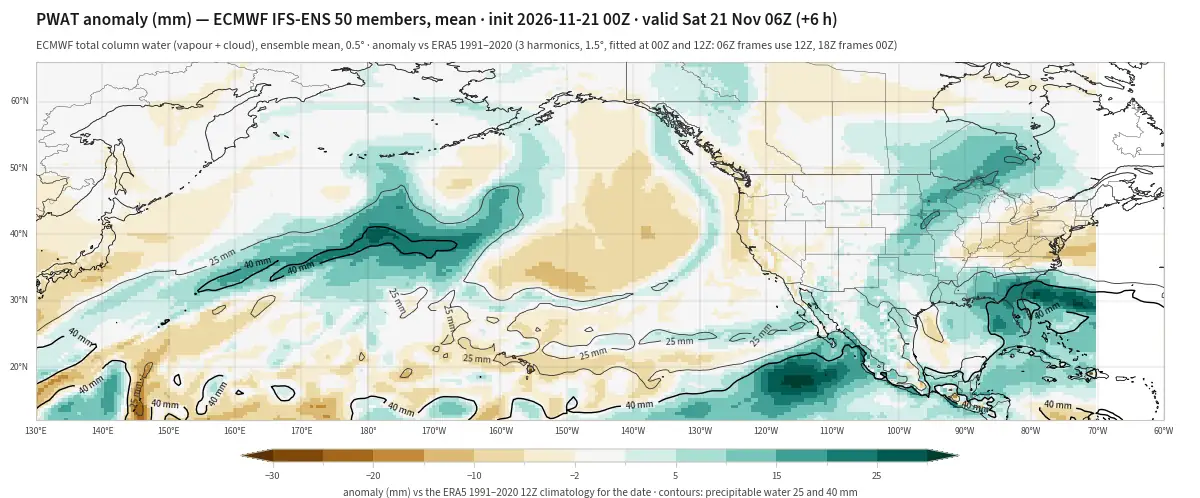 PWAT anomaly (mm) — ECMWF IFS-ENS 50 members, mean · init 2026-11-21 00Z · valid Sat 21 Nov 06Z (+6 h)
ECMWF total column water (vapour + cloud), ensemble mean, 0.5° · anomaly vs ERA5 1991–2020 (3 harmonics, 1.5°, fitted at 00Z and 12Z: 06Z frames use 12Z, 18Z frames 00Z)
60°N
50°N
40°N
30°N
20°N
25 mm
40 mm
40 mm
40 mm
40 mm
25 mm
40 mm
40 mm
25 mm
25 mm
25 mm
25 mm
25 mm
25 mm
40 mm
40 mm
40 mm
40 mm
40 mm
130°E
140°E
150°E
160°E
170°E
180°
170°W
160°W
150°W
140°W
130°W
120°W
110°W
100°W
90°W
80°W
70°W
60°W
−30
−20
−10
−2
5
15
25
anomaly (mm) vs the ERA5 1991–2020 12Z climatology for the date · contours: precipitable water 25 and 40 mm